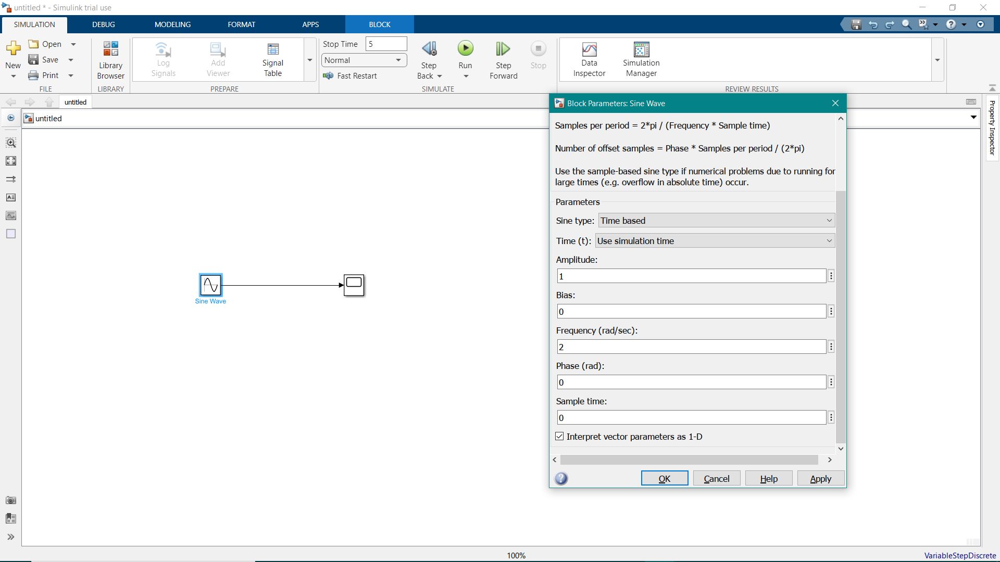 untitled * - Simulink trial use
SIMULATION DEBUG MODELING FORMAT APPS BLOCK
New
Open
Save
Print
FILE
Library
Browser
LIBRARY
Log
Signals
Add
Viewer
Signal
Table
PREPARE
Stop Time 5
Normal
Fast Restart
Step
Back
Run
Step
Forward
Stop
SIMULATE
Data
Inspector
Simulation
Manager
REVIEW RESULTS
untitled
untitled
Property Inspector
Sine Wave
Block Parameters: Sine Wave
Samples per period = 2*pi / (Frequency * Sample time)
Number of offset samples = Phase * Samples per period / (2*pi)
Use the sample-based sine type if numerical problems due to running for
large times (e.g. overflow in absolute time) occur.
Parameters
Sine type: Time based
Time (t): Use simulation time
Amplitude:
1
Bias:
0
Frequency (rad/sec):
2
Phase (rad):
0
Sample time:
0
Interpret vector parameters as 1-D
OK Cancel Help Apply
100%
VariableStepDiscrete